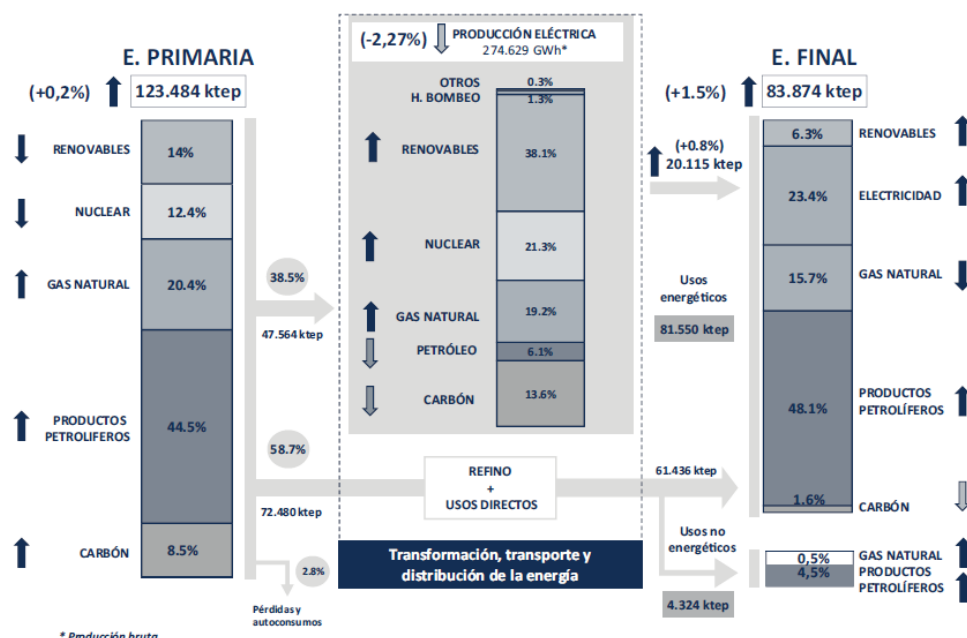 E. PRIMARIA
(+0,2%)
123.484 ktep
RENOVABLES
14%
NUCLEAR
12.4%
GAS NATURAL
20.4%
PRODUCTOS
PETROLIFEROS
44.5%
CARBÓN
8.5%
38.5%
47.564 ktep
58.7%
72.480 ktep
2.8%
Pérdidas y
autoconsumos
* Producción bruta
(-2,27%)
PRODUCCIÓN ELÉCTRICA
274.629 GWh*
OTROS
0.3%
H. BOMBEO
1.3%
RENOVABLES
38.1%
NUCLEAR
21.3%
GAS NATURAL
19.2%
PETRÓLEO
6.1%
CARBÓN
13.6%
REFINO
+
USOS DIRECTOS
Transformación, transporte y
distribución de la energía
(+0.8%)
20.115 ktep
Usos
energéticos
81.550 ktep
61.436 ktep
Usos no
energéticos
4.324 ktep
E. FINAL
(+1.5%)
83.874 ktep
6.3%
RENOVABLES
23.4%
ELECTRICIDAD
15.7%
GAS NATURAL
48.1%
PRODUCTOS
PETROLÍFEROS
1.6%
CARBÓN
0,5%
GAS NATURAL
4,5%
PRODUCTOS
PETROLÍFEROS